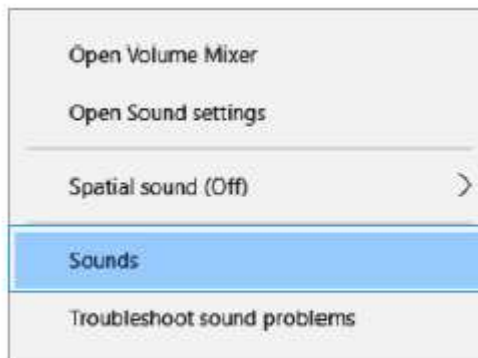 Open Volume Mixer
Open Sound settings
Spatial sound (Off)
Sounds
Troubleshoot sound problems